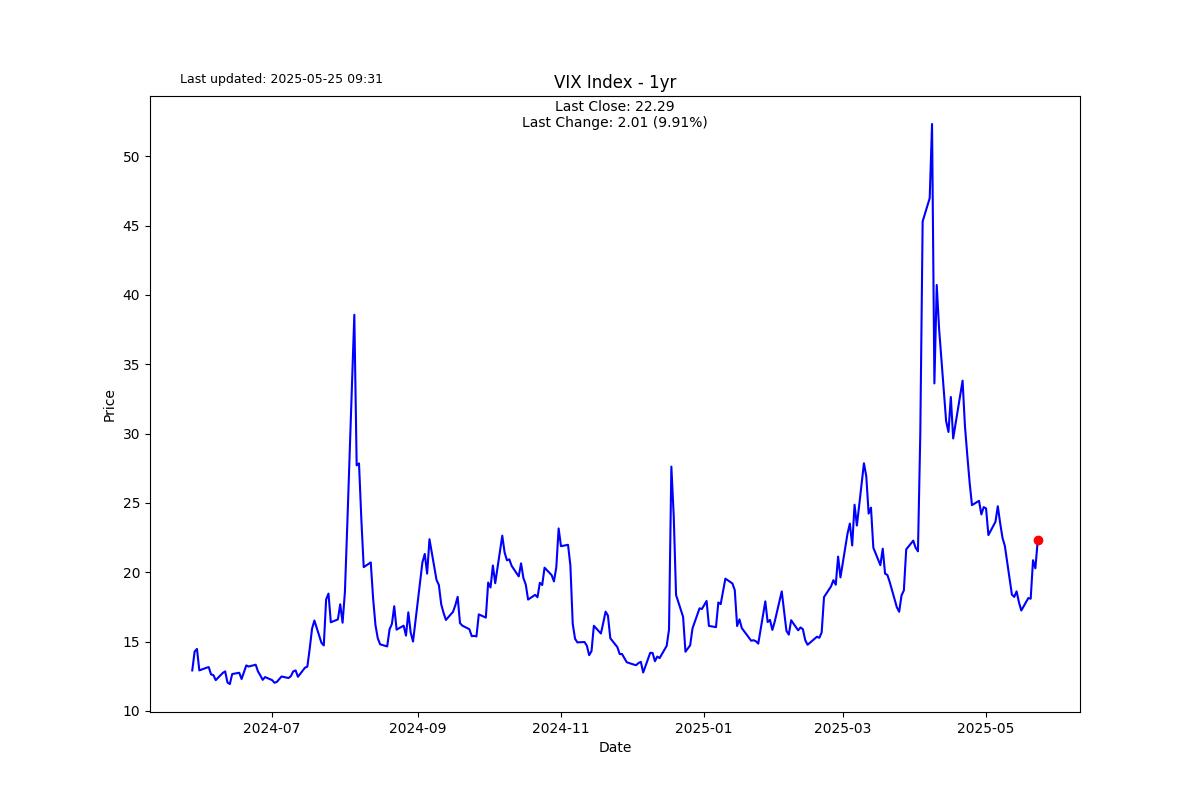 Last updated: 2025-05-25 09:31
VIX Index - 1yr
Last Close: 22.29
Last Change: 2.01 (9.91%)
50
45
40
35
30
25
20
15
10
Price
2024-07
2024-09
2024-11
2025-01
2025-03
2025-05
Date